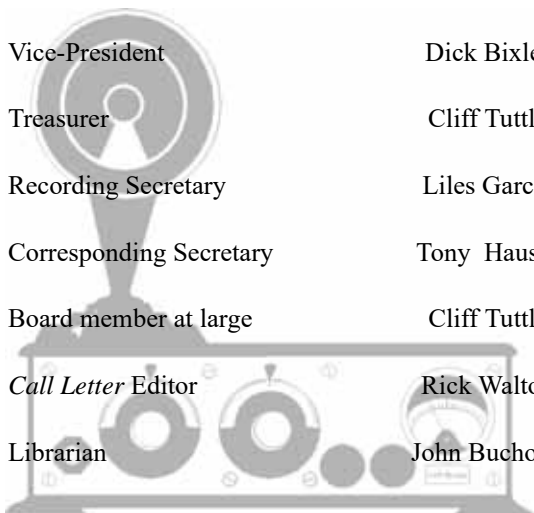 Vice-President Dick Bixle
Treasurer Cliff Tuttl
Recording Secretary Liles Garc
Corresponding Secretary Tony Haus
Board member at large Cliff Tuttl
Call Letter Editor Rick Walto
Librarian John Bucho